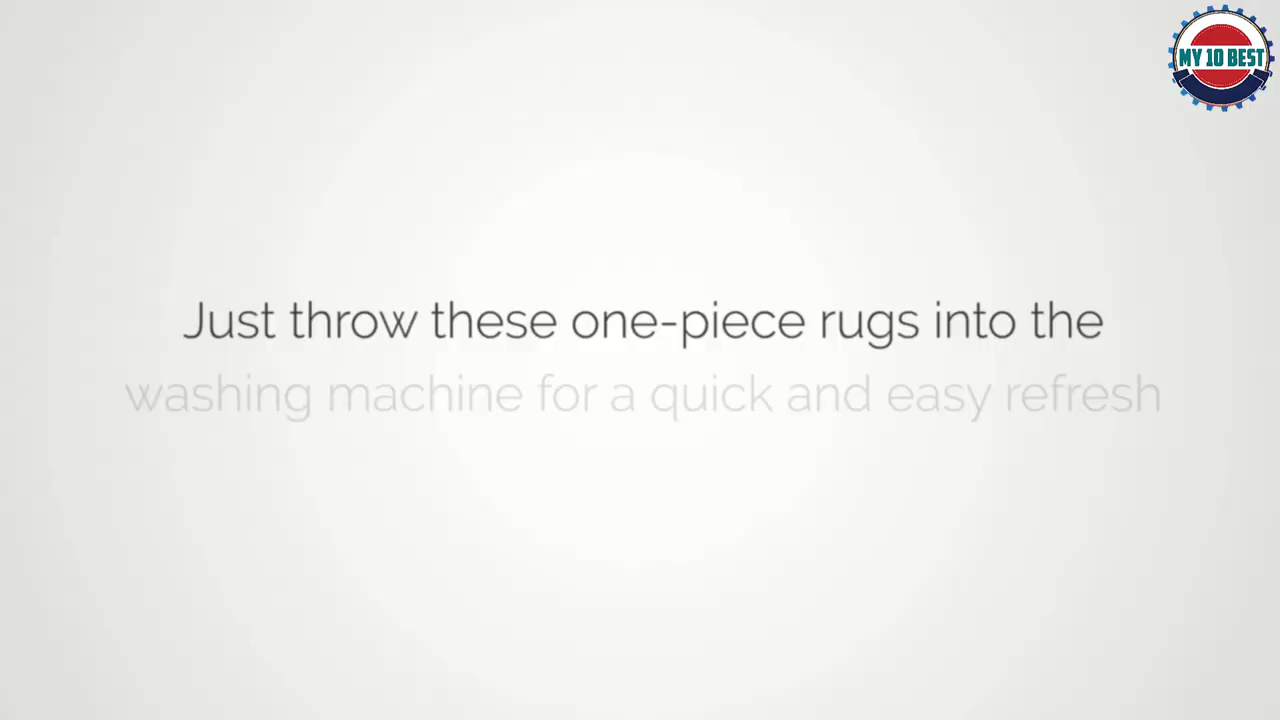 MY 10 BEST
Just throw these one-piece rugs into the
washing machine for a quick and easy refresh